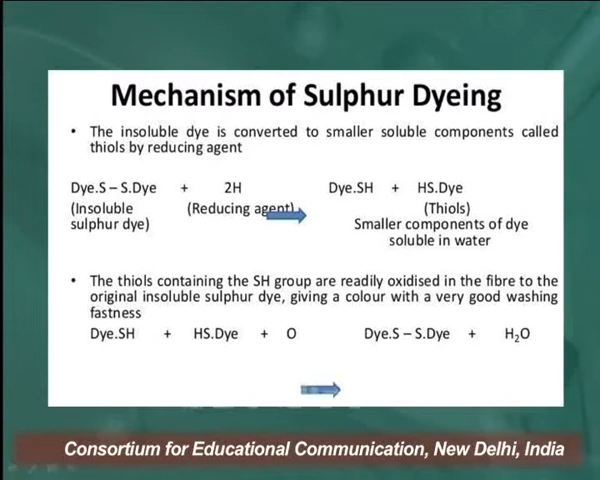 Mechanism of Sulphur Dyeing
• The insoluble dye is converted to smaller soluble components called
thiols by reducing agent
Dye.S – S.Dye + 2H Dye.SH + HS.Dye
(Insoluble (Reducing agent) (Thiols)
sulphur dye) Smaller components of dye
soluble in water
• The thiols containing the SH group are readily oxidised in the fibre to the
original insoluble sulphur dye, giving a colour with a very good washing
fastness
Dye.SH + HS.Dye + O Dye.S – S.Dye + H₂O
Consortium for Educational Communication, New Delhi, India